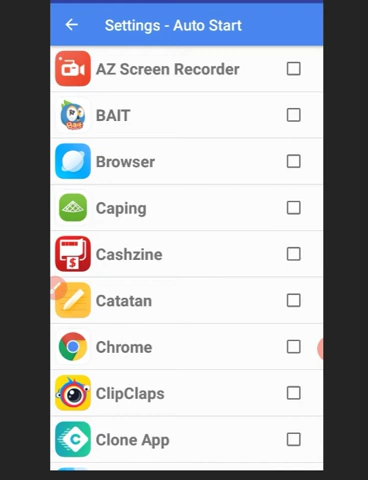 Settings - Auto Start
AZ Screen Recorder
BAIT
Browser
Caping
Cashzine
Catatan
Chrome
ClipClaps
Clone App